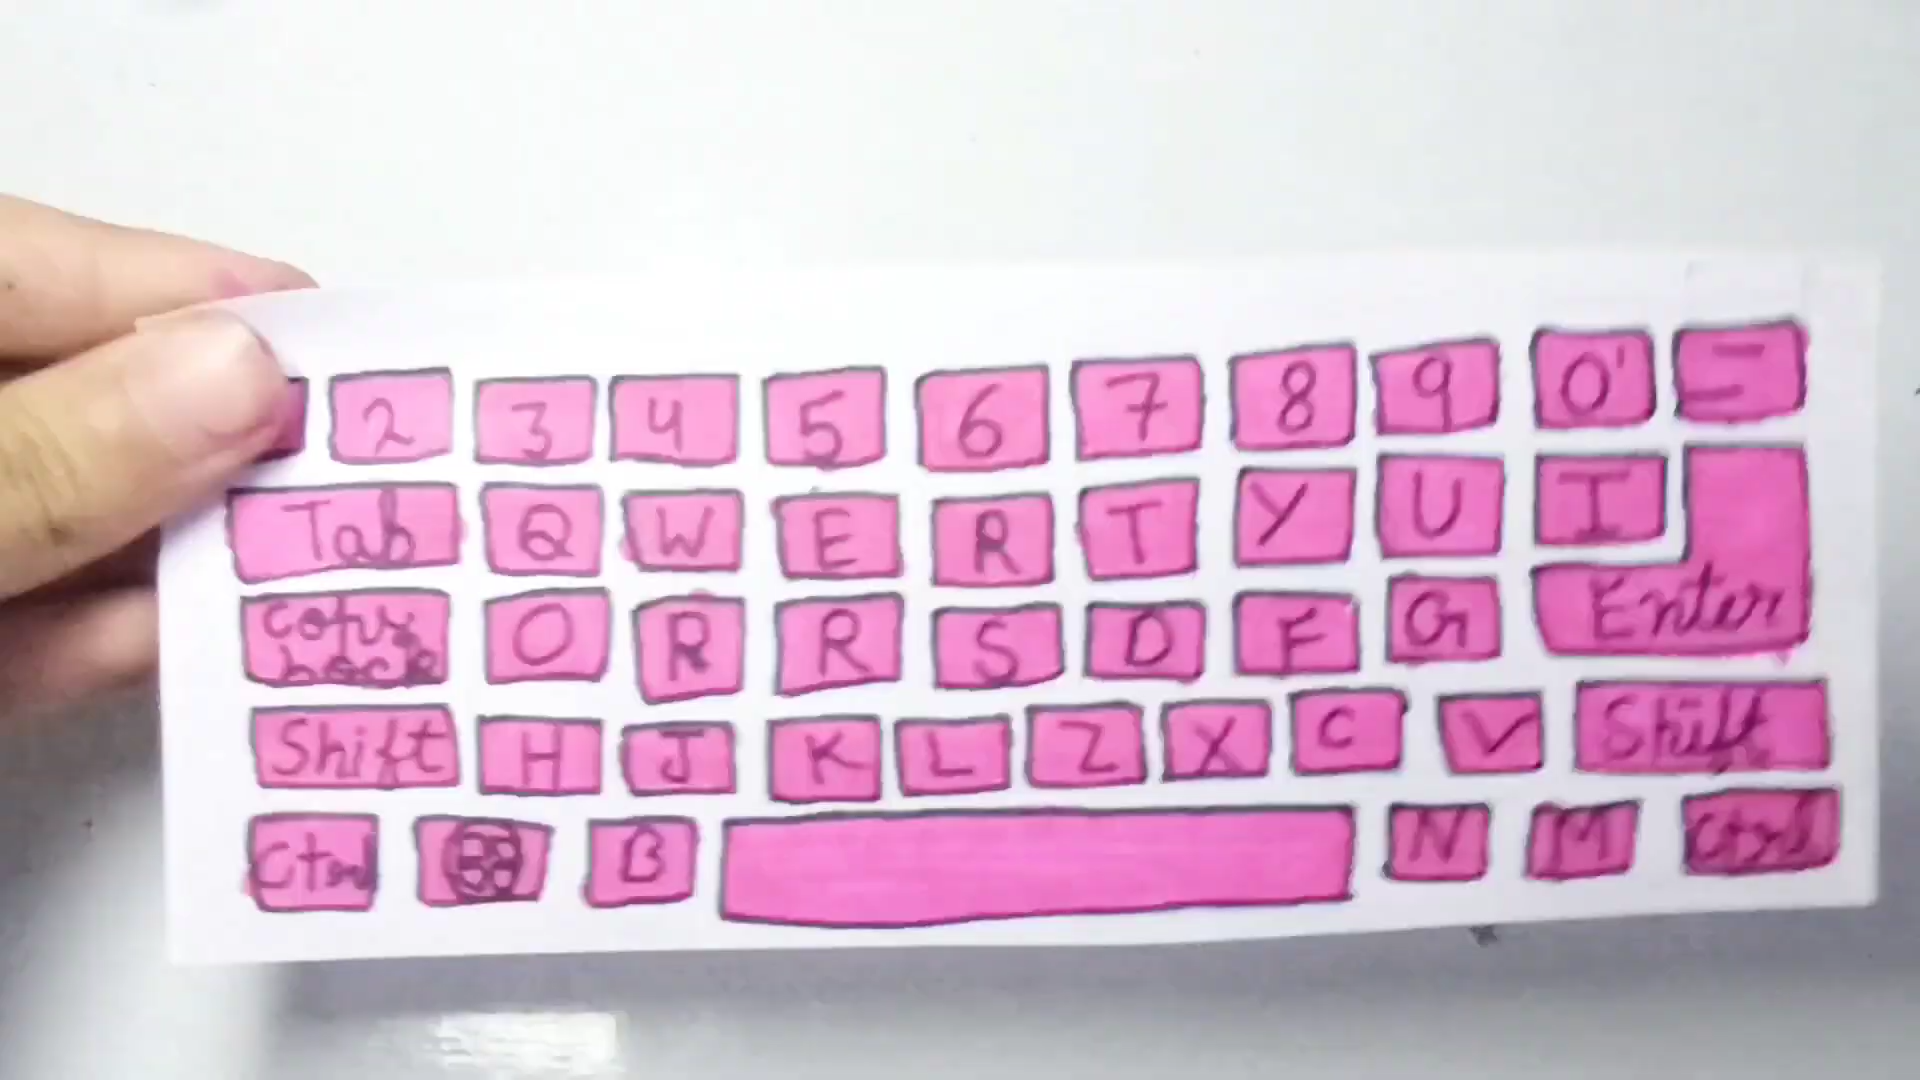 2 3 4 5 6 7 8 9 0
Tab Q W E R T Y U I
O R R S D F G Enter
Shift H J K L Z X C V Shift
Ctrl B N M Ctrl